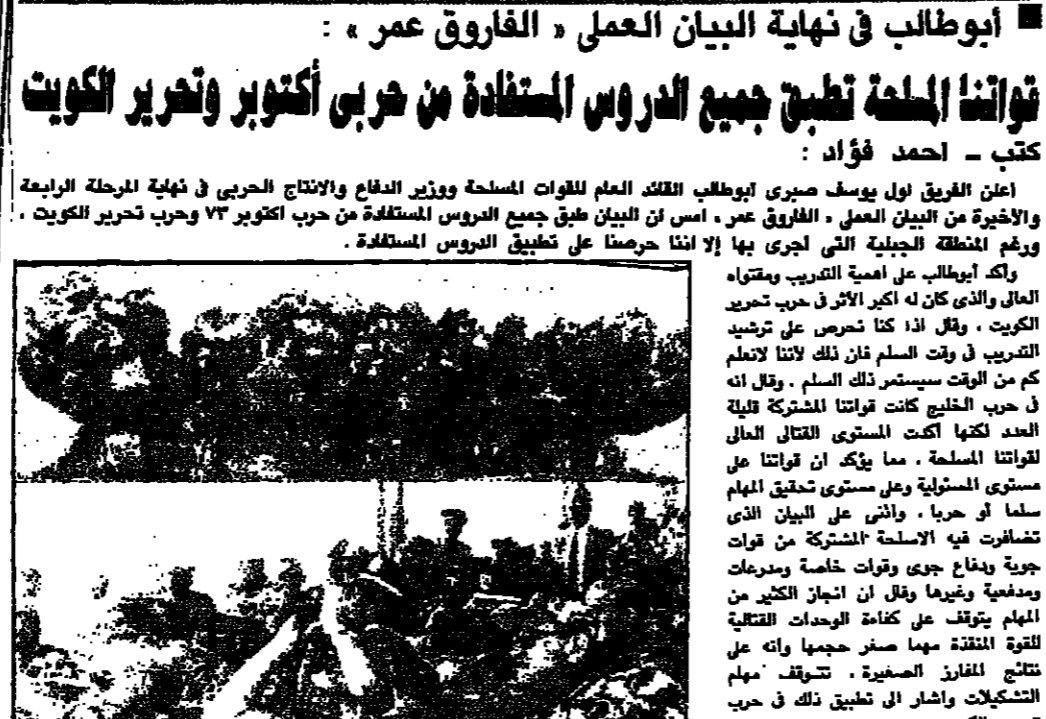 ■ أبوطالب فى نهاية البيان العملى « الفاروق عمر » :
قواتنا المسلحة تطبق جميع الدروس المستفادة من حربى أكتوبر وتحرير الكويت
كتب ــ احمد فؤاد :
اعلن الفريق اول يوسف صبرى ابوطالب القائد العام للقوات المسلحة ووزير الدفاع والانتاج الحربى فى نهاية المرحلة الرابعة
والأخيرة من البيان العملى « الفاروق عمر » امس ان البيان طبق جميع الدروس المستفادة من حرب اكتوبر ٧٣ وحرب تحرير الكويت ،
ورغم المنطقة الجبلية التى اجرى بها إلا اننا حرصنا على تطبيق الدروس المستفادة .
وأكد أبوطالب على اهمية التدريب ومقتواه
العالى والذى كان له اكبر الأثر فى حرب تحرير
الكويت ، وقال اذا كنا نحرص على ترشيد
التدريب فى وقت السلم فان ذلك لأننا لانعلم
كم من الوقت سيستمر ذلك السلم . وقال انه
فى حرب الخليج كانت قواتنا المشتركة قليلة
العدد لكنها أكدت المستوى القتالى العالى
لقواتنا المسلحة . مما يؤكد ان قواتنا على
مستوى المسئولية وعلى مستوى تحقيق المهام
سلما أو حربا . واثنى على البيان الذى
تضافرت فيه الاسلحة المشتركة من قوات
جوية ودفاع جوى وقوات خاصة ومدرعات
ومدفعية وغيرها وقال ان انجاز الكثير من
المهام يتوقف على كفاءة الوحدات القتالية
للقوة المنفذة مهما صغر حجمها وأنه على
نتائج المفارز الصغيرة . تتوقف مهام
التشكيلات واشار الى تطبيق ذلك فى حرب